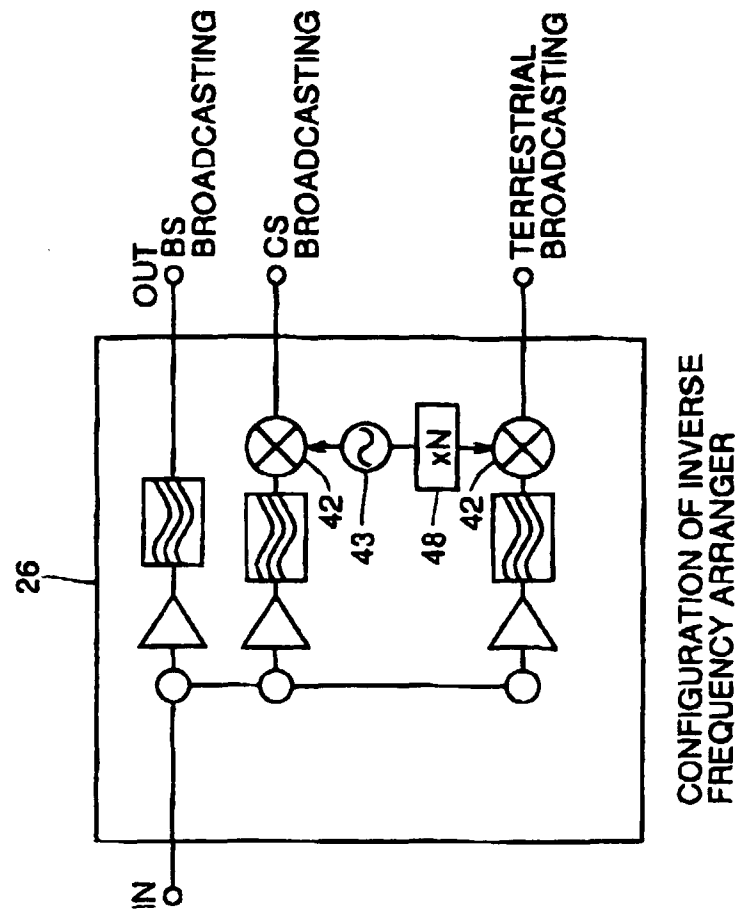 26
IN
OUT
BS
BROADCASTING
CS
BROADCASTING
42
43
48
xN
42
TERRESTRIAL
BROADCASTING
CONFIGURATION OF INVERSE
FREQUENCY ARRANGER